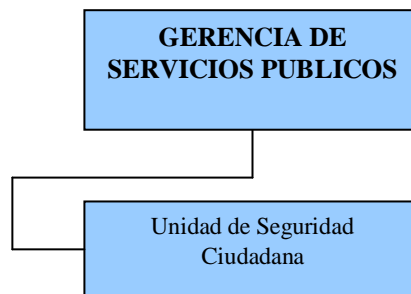 GERENCIA DE
SERVICIOS PUBLICOS
Unidad de Seguridad
Ciudadana